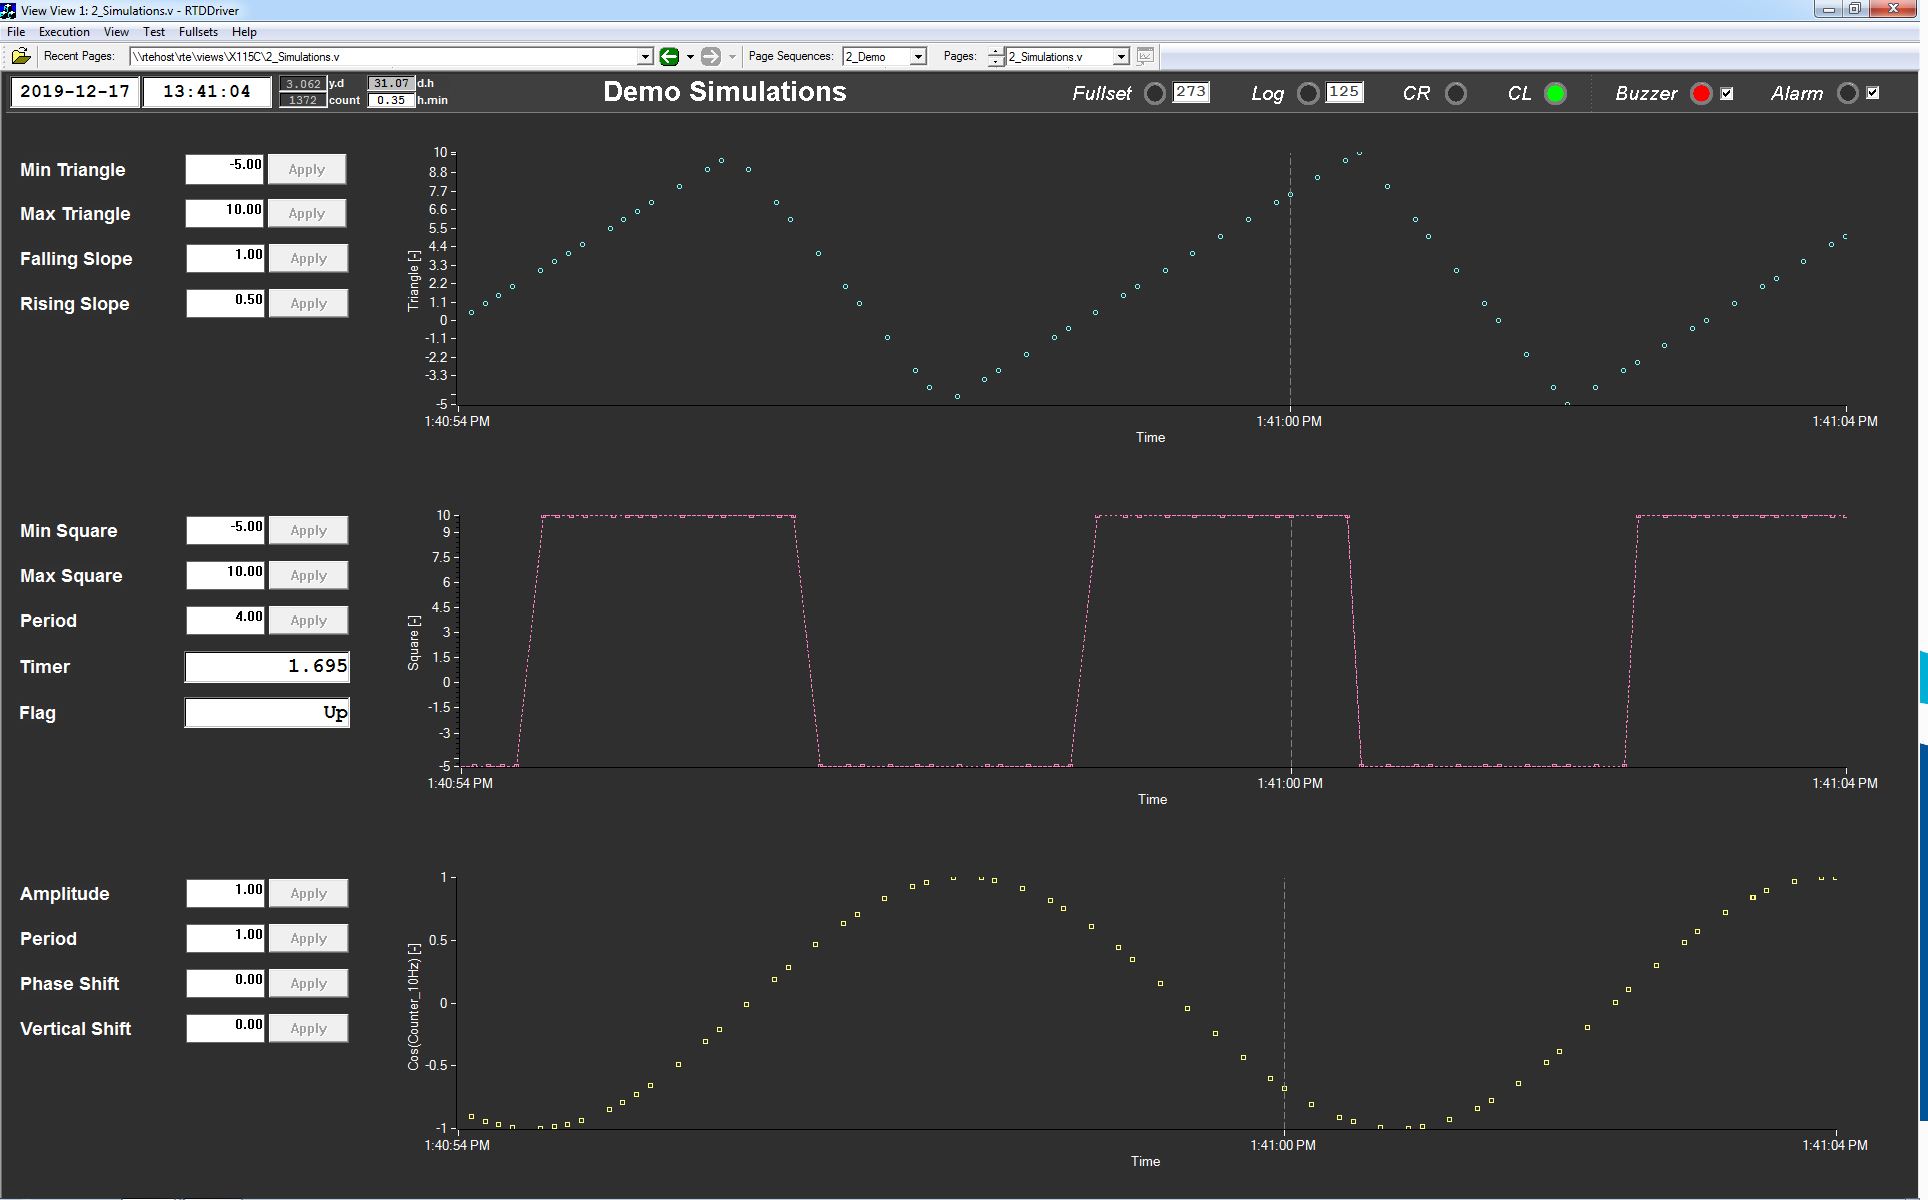 View View 1: 2_Simulations.v - RTDDriver
File Execution View Test Fullsets Help
Recent Pages: \\rtehost\rte\views\X115C\2_Simulations.v Page Sequences: 2_Demo Pages: 2_Simulations.v
2019-12-17 13:41:04 3.062 y.d 31.07 d.h
1372 count 0.35 h.min
Demo Simulations
Fullset 273 Log 125 CR CL Buzzer Alarm
Min Triangle -5.00 Apply
Max Triangle 10.00 Apply
Falling Slope 1.00 Apply
Rising Slope 0.50 Apply
Triangle [-]
10
8.8
7.7
6.6
5.5
4.4
3.3
2.2
1.1
0
-1.1
-2.2
-3.3
-5
1:40:54 PM 1:41:00 PM 1:41:04 PM
Time
Min Square -5.00 Apply
Max Square 10.00 Apply
Period 4.00 Apply
Timer 1.695
Flag Up
Square [-]
10
9
7.5
6
4.5
3
1.5
0
-1.5
-3
-5
1:40:54 PM 1:41:00 PM 1:41:04 PM
Time
Amplitude 1.00 Apply
Period 1.00 Apply
Phase Shift 0.00 Apply
Vertical Shift 0.00 Apply
Cos(Counter_10Hz) [-]
1
0.5
0
-0.5
-1
1:40:54 PM 1:41:00 PM 1:41:04 PM
Time